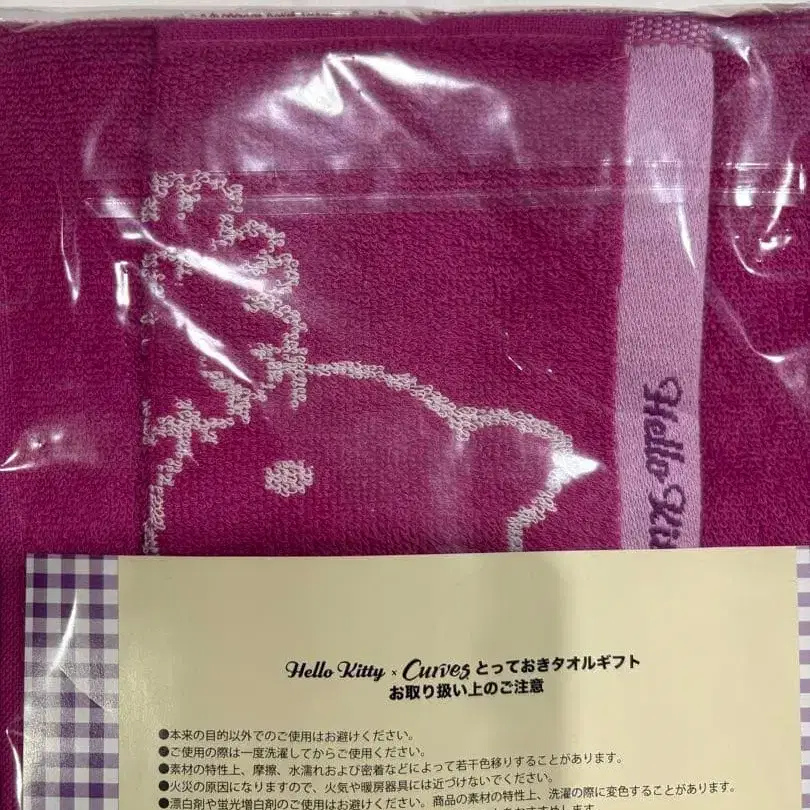 Hello Kit
Hello Kitty × Curves とっておきタオルギフト
お取り扱い上のご注意
●本来の目的以外でのご使用はお避けください。
●ご使用の際は一度洗濯してからご使用ください。
●素材の特性上、摩擦、水濡れおよび密着などによって若干色移りすることがあります。
●火災の原因になりますので、火気や暖房器具には近づけないでください。
●漂白剤や蛍光増白剤のご使用はお避けください。商品の素材の特性上、洗濯の際に変色することがあります。